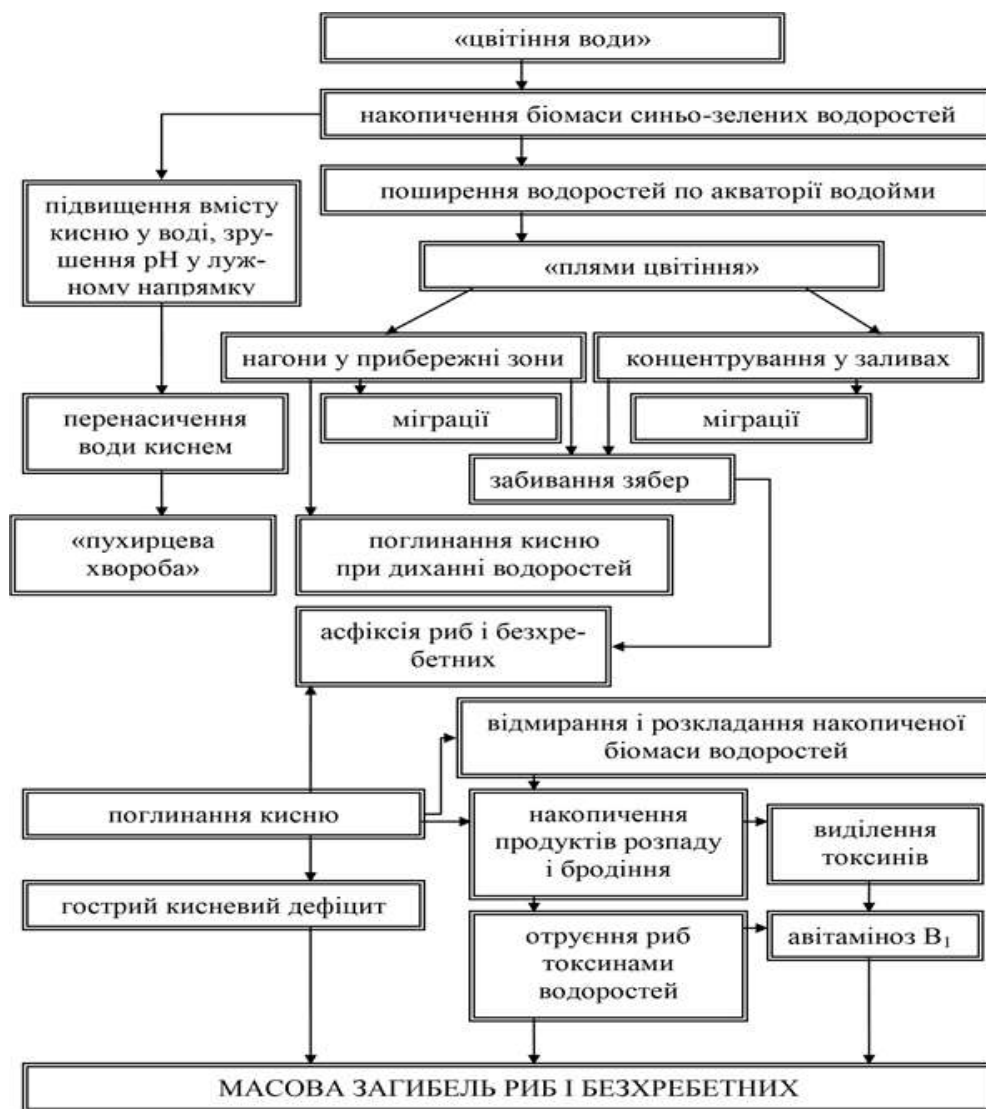 «цвітіння води»
накопичення біомаси синьо-зелених водоростей
поширення водоростей по акваторії водойми
підвищення вмісту
кисню у воді, зру-
шення pH у луж-
ному напрямку
«плями цвітіння»
нагони у прибережні зони
концентрування у заливах
міграції
міграції
перенасичення
води киснем
забивання зябер
«пухирцева
хвороба»
поглинання кисню
при диханні водоростей
асфіксія риб і безхре-
бетних
відмирання і розкладання накопиченої
біомаси водоростей
поглинання кисню
накопичення
продуктів розпаду
і бродіння
виділення
токсинів
гострий кисневий дефіцит
отруєння риб
токсинами
водоростей
авітаміноз В₁
МАСОВА ЗАГИБЕЛЬ РИБ І БЕЗХРЕБЕТНИХ